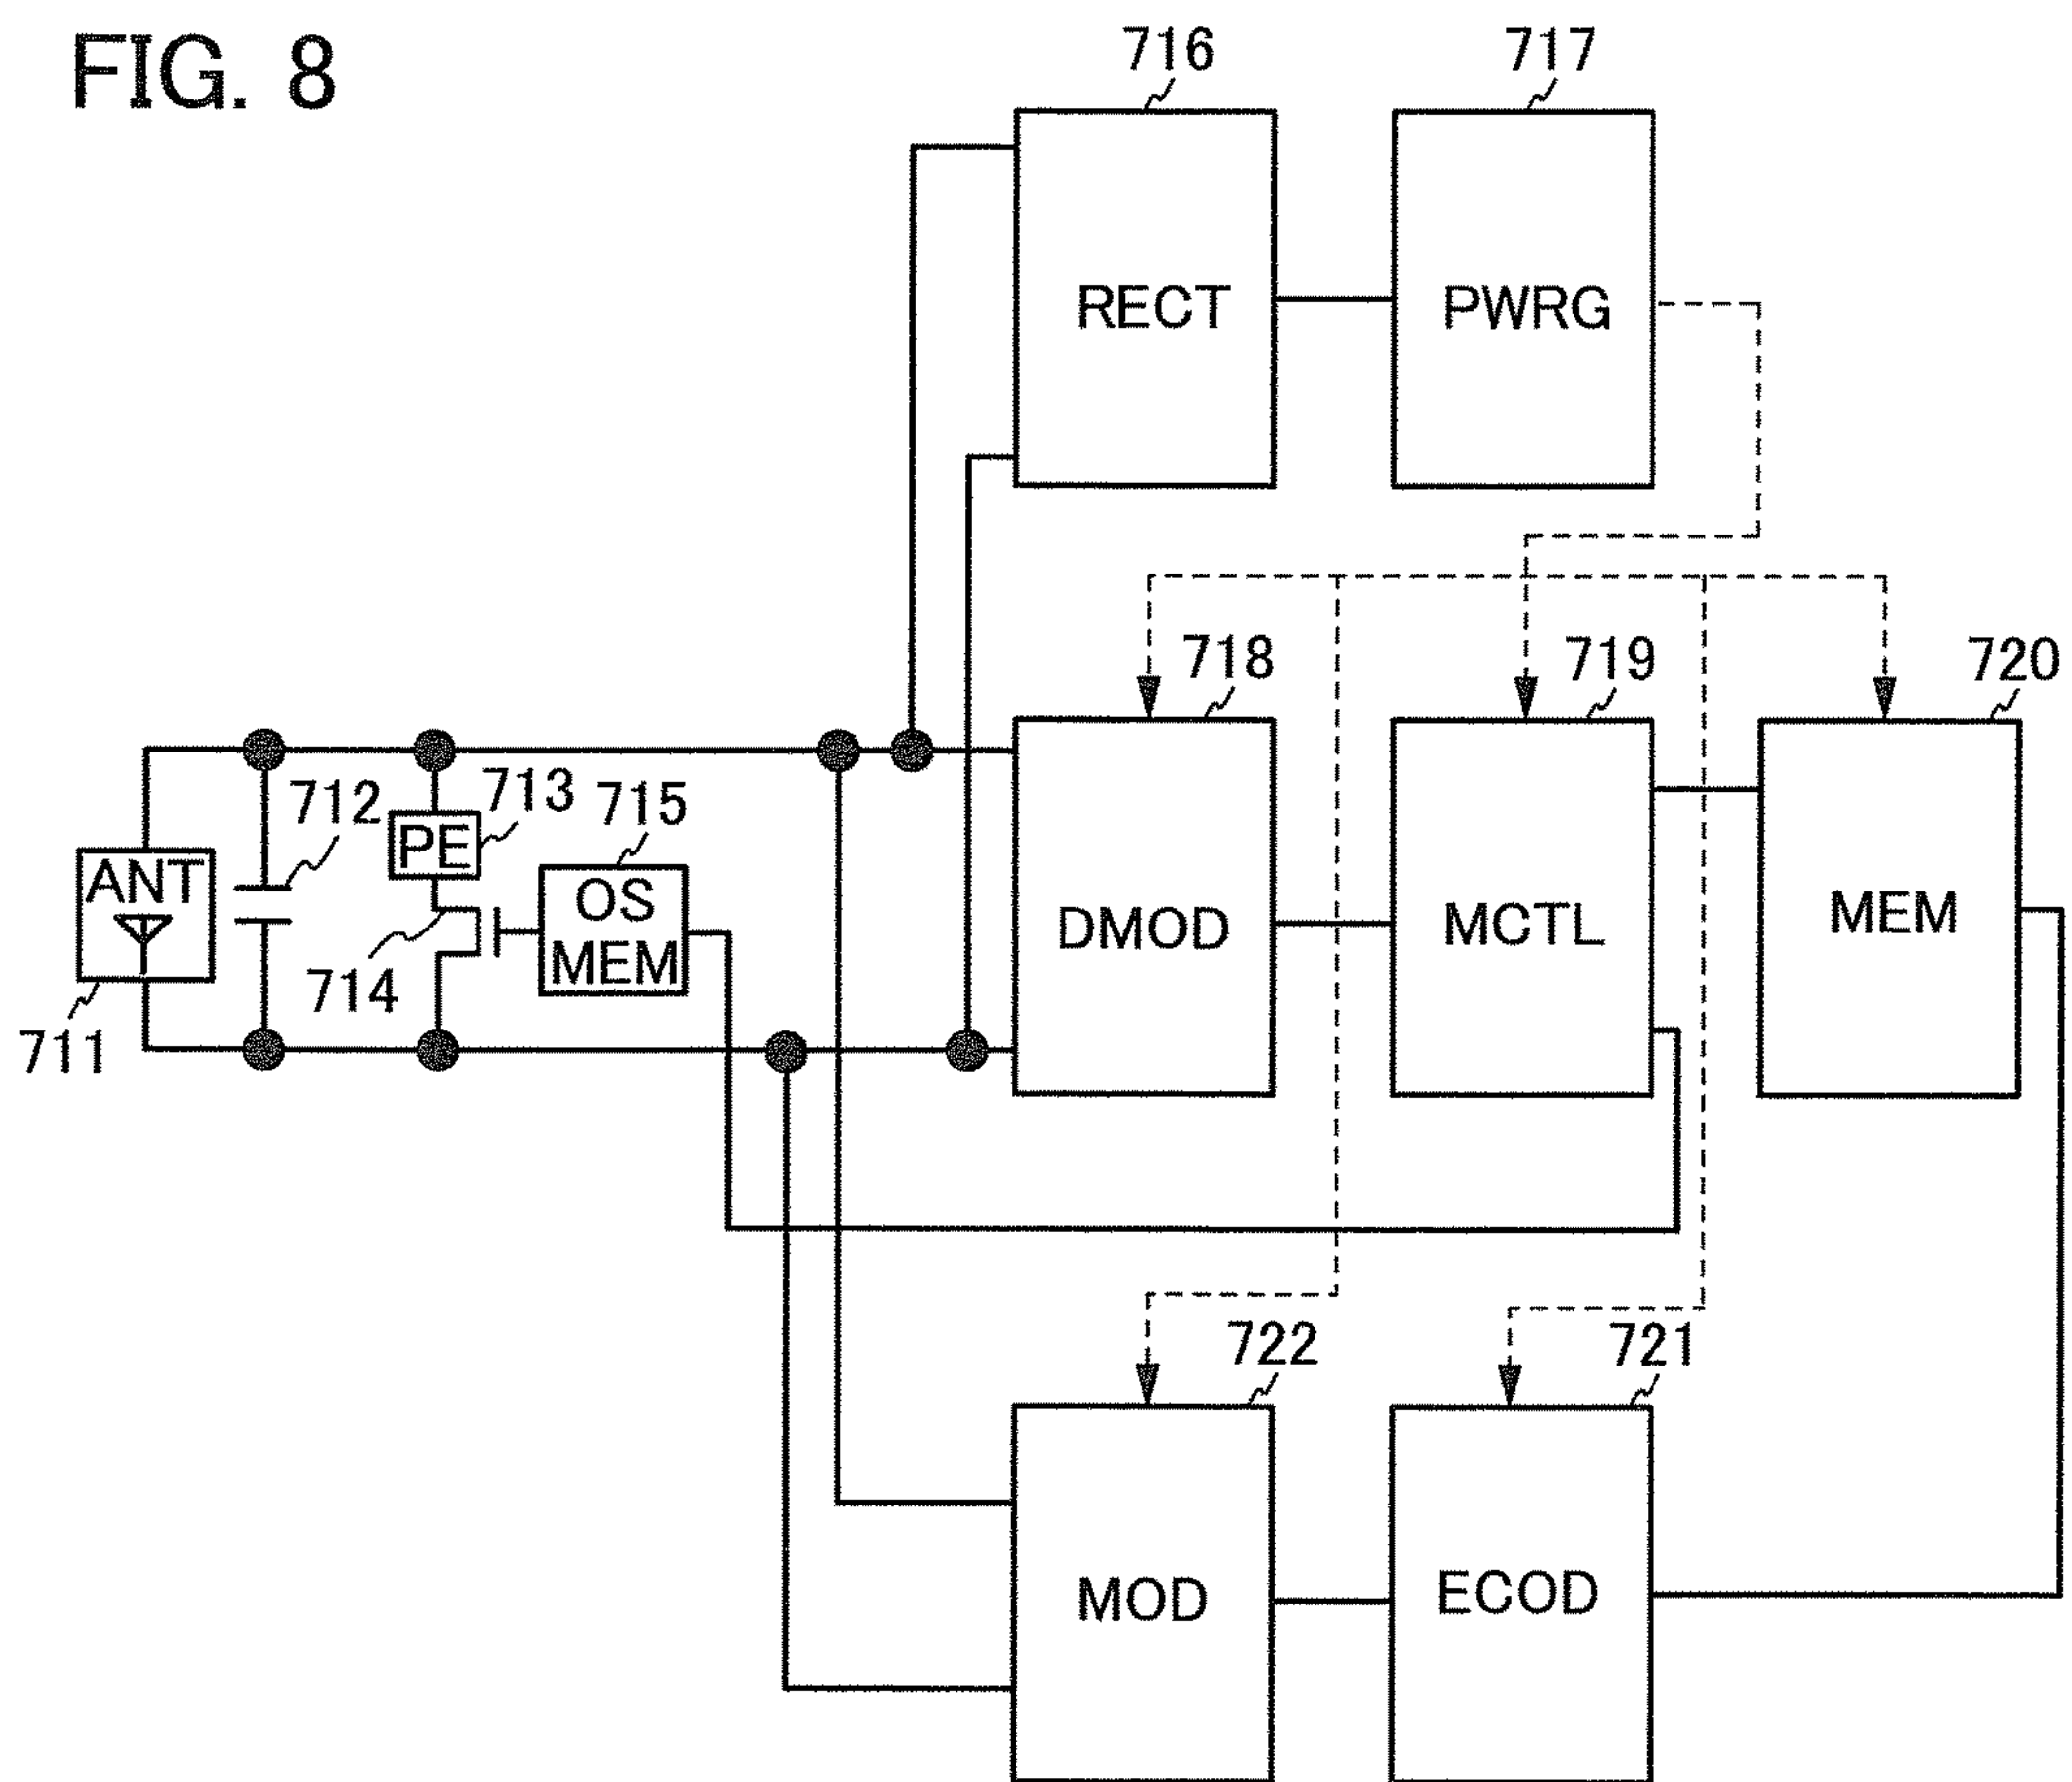 FIG. 8
716
717
RECT
PWRG
718
719
720
712
713
715
ANT
PE
OS
MEM
714
711
DMOD
MCTL
MEM
722
721
MOD
ECOD